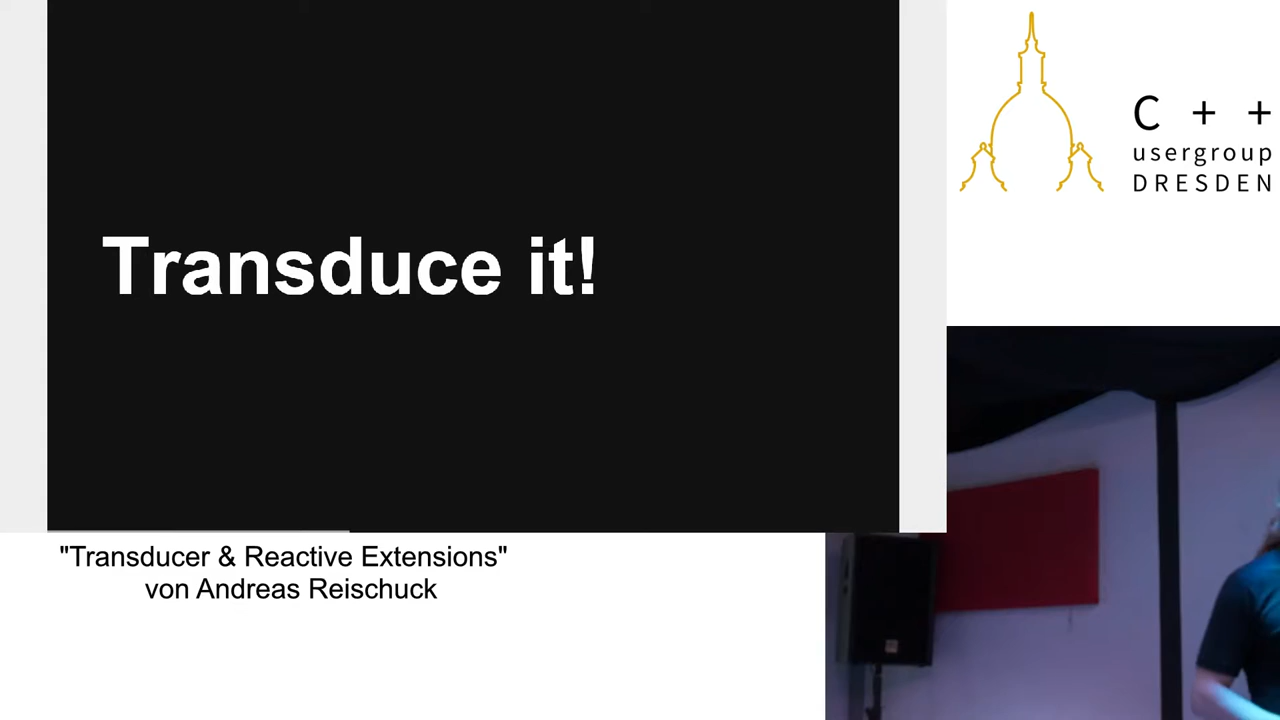 Transduce it!
C + +
usergroup
DRESDEN
"Transducer & Reactive Extensions"
von Andreas Reischuck